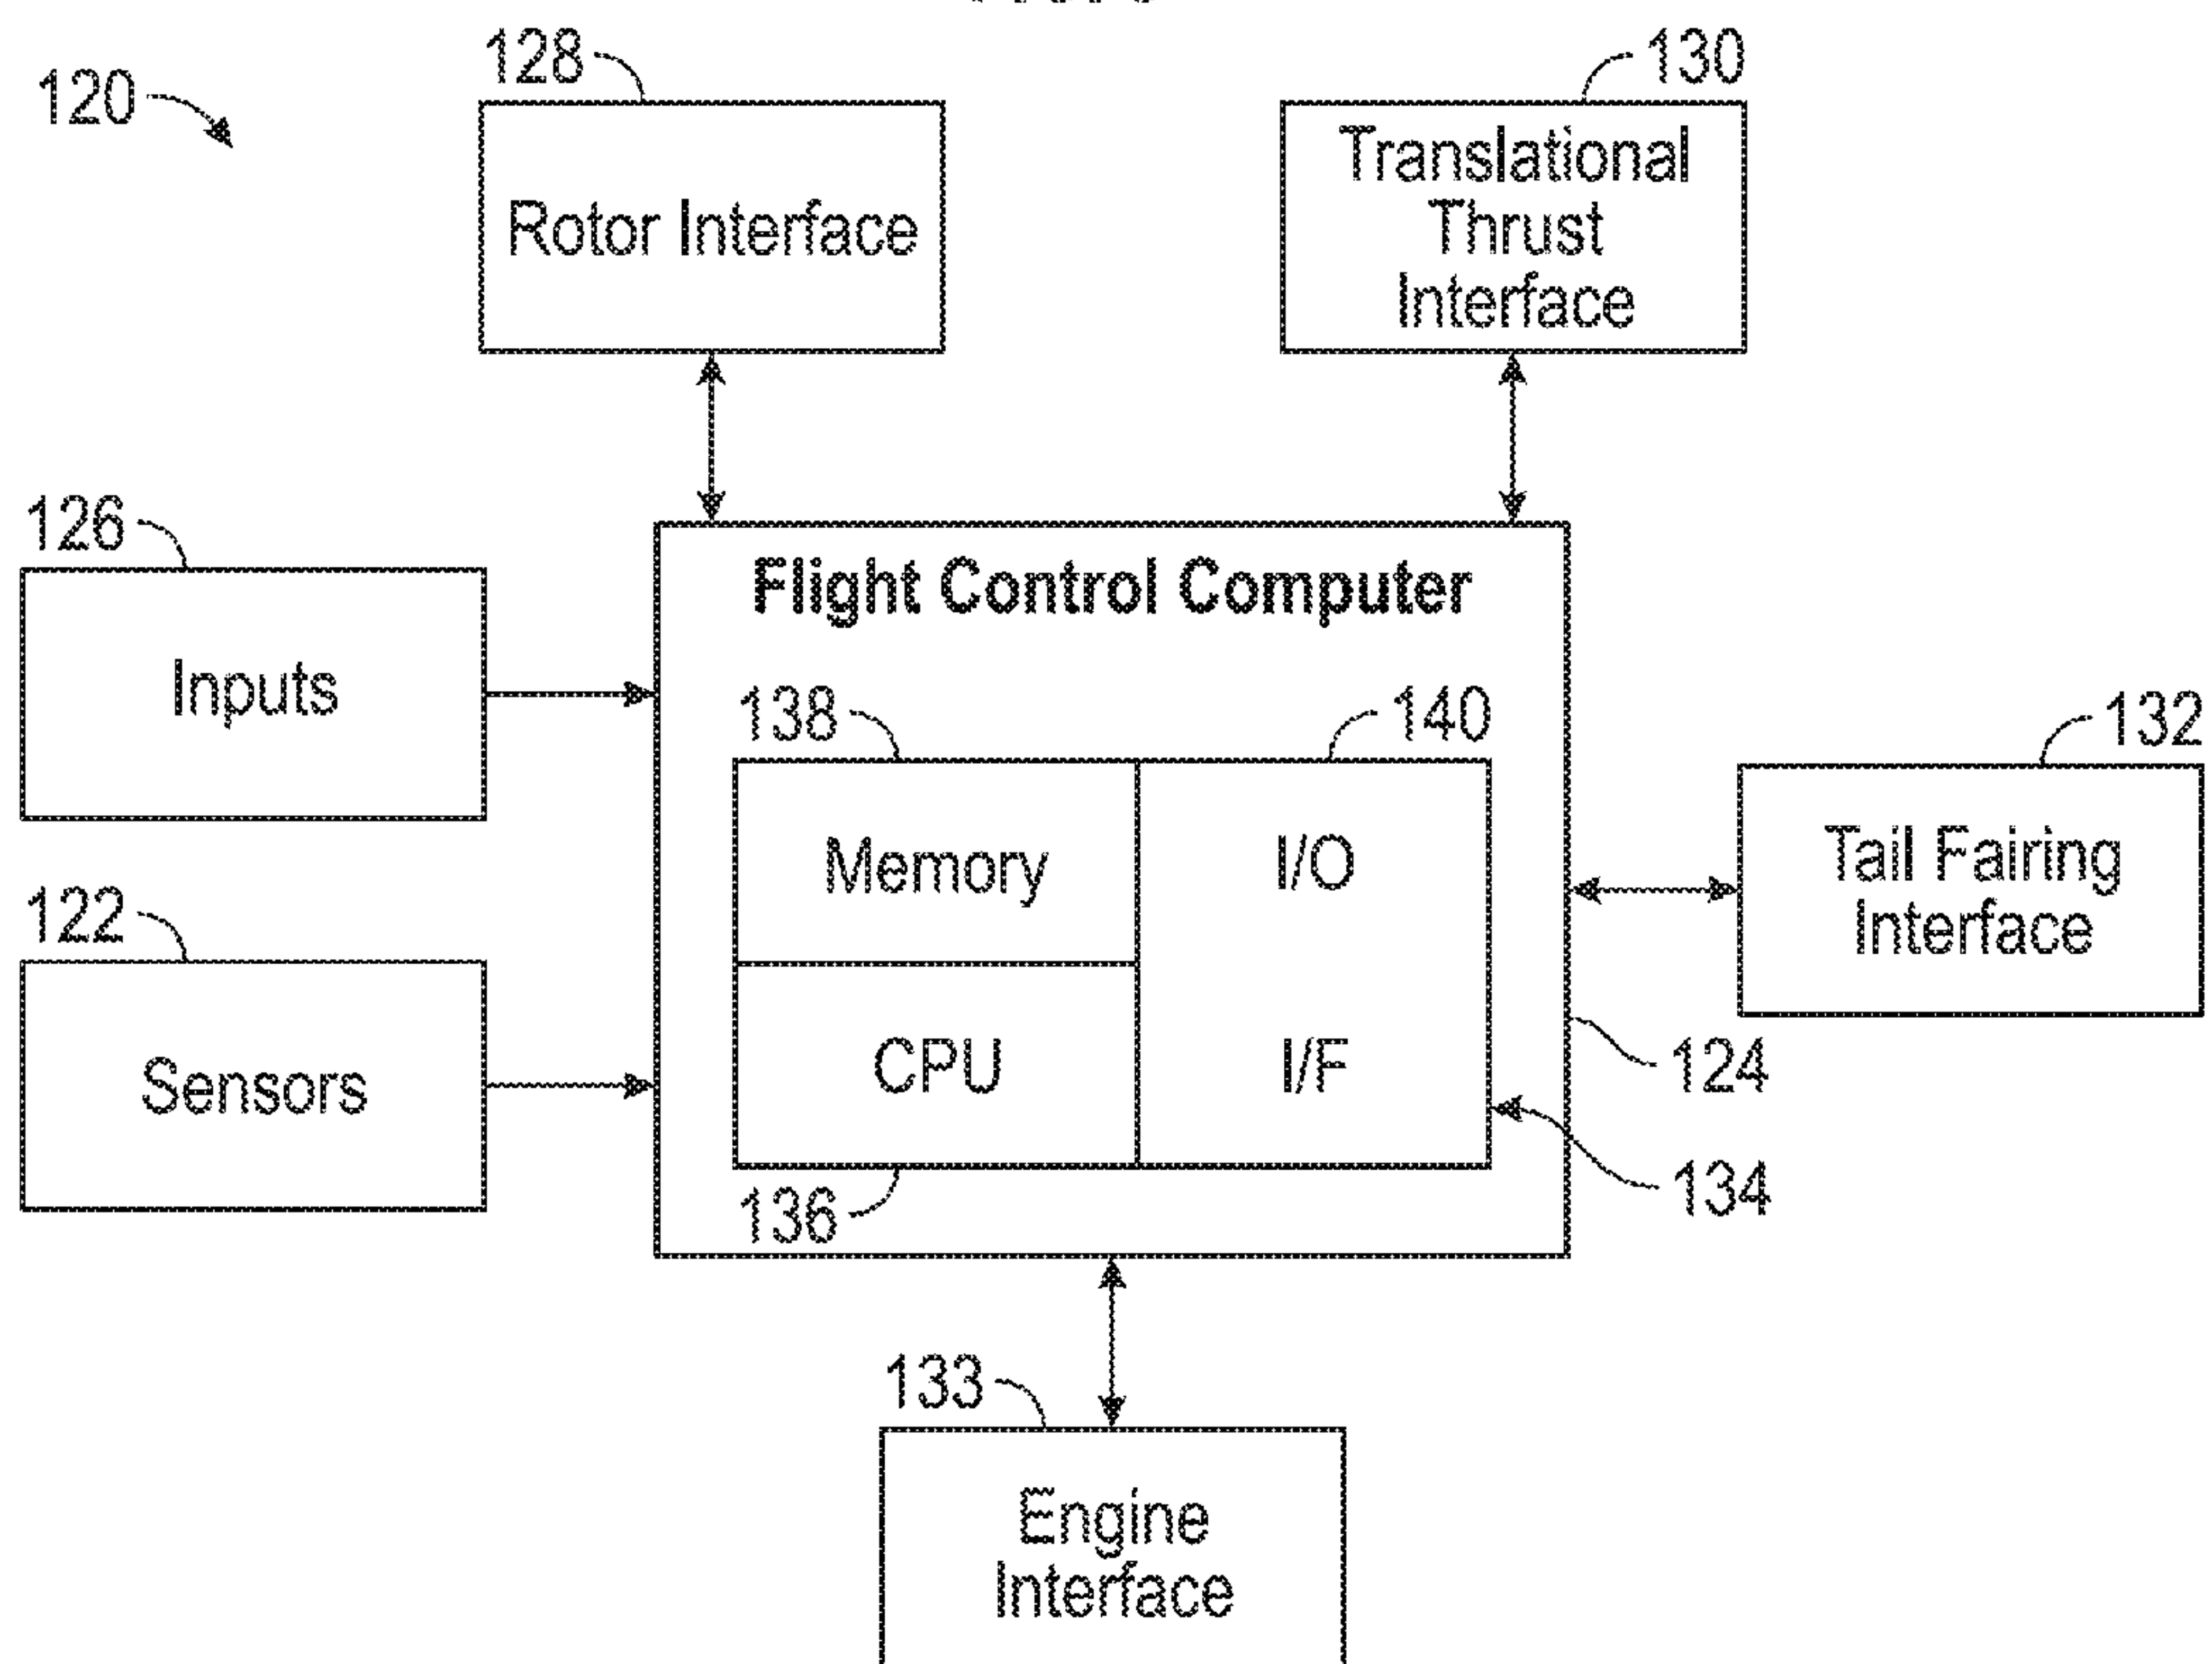 120
128
Rotor Interface
130
Translational
Thrust
Interface
126
Inputs
122
Sensors
Flight Control Computer
138
140
Memory
I/O
CPU
I/F
136
132
Tail Fairing
Interface
124
134
133
Engine
Interface